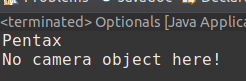 <terminated> Optionals [Java Applica
Pentax
No camera object here!